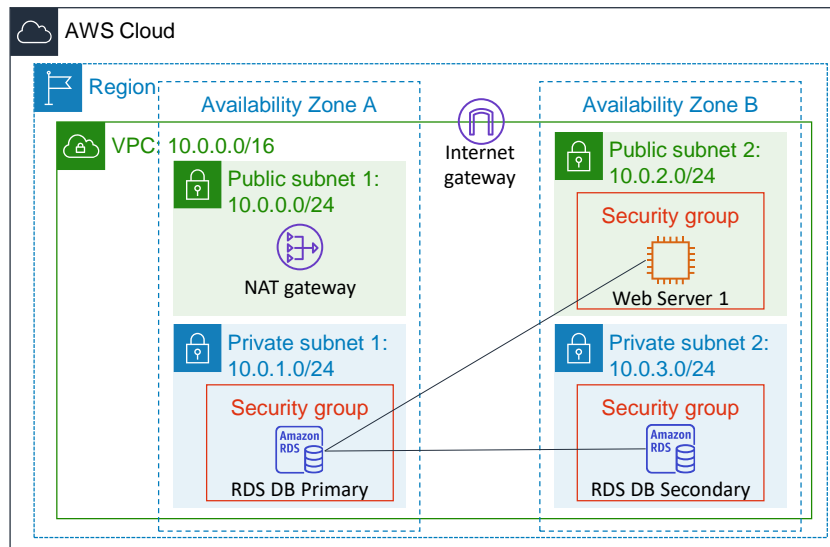 AWS Cloud
Region
Availability Zone A
Availability Zone B
VPC: 10.0.0.0/16
Internet
gateway
Public subnet 1:
10.0.0.0/24
NAT gateway
Public subnet 2:
10.0.2.0/24
Security group
Web Server 1
Private subnet 1:
10.0.1.0/24
Security group
Amazon
RDS
RDS DB Primary
Private subnet 2:
10.0.3.0/24
Security group
Amazon
RDS
RDS DB Secondary